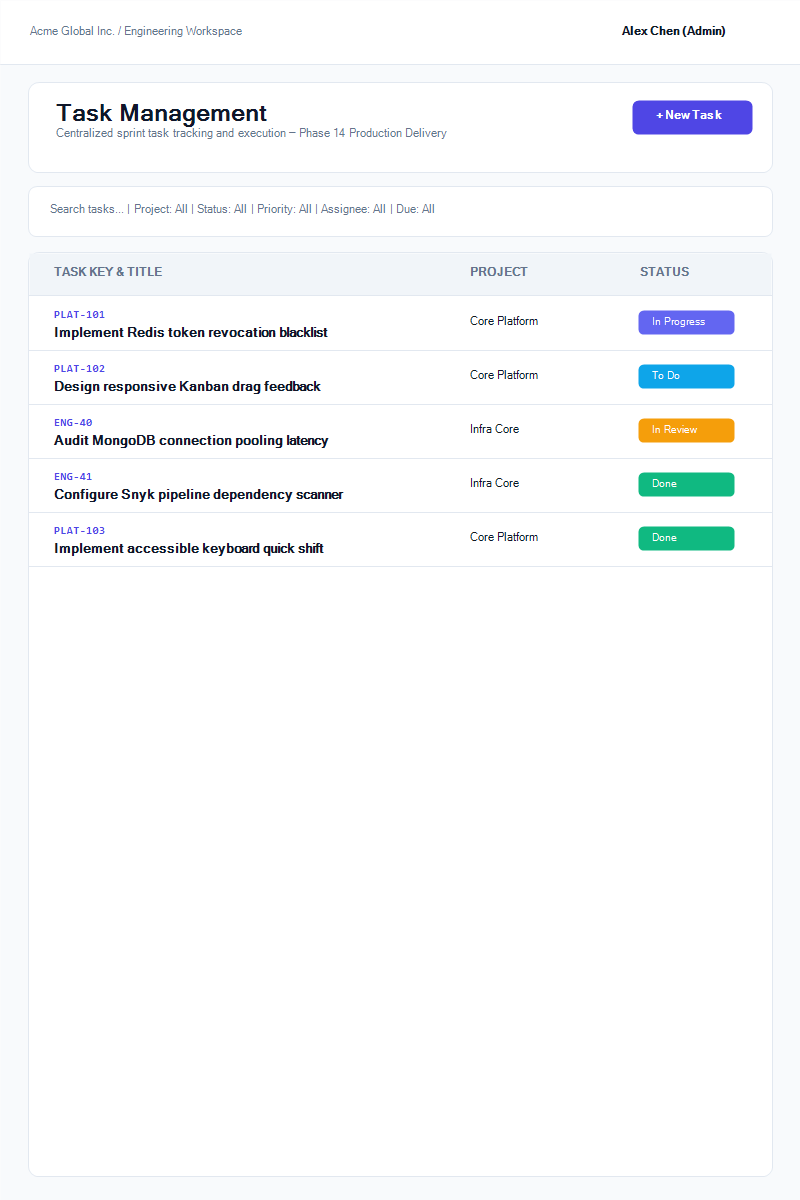 Acme Global Inc. / Engineering Workspace
Alex Chen (Admin)
Task Management
+ New Task
Centralized sprint task tracking and execution – Phase 14 Production Delivery
Search tasks... | Project: All | Status: All | Priority: All | Assignee: All | Due: All
TASK KEY & TITLE PROJECT STATUS
PLAT-101
Implement Redis token revocation blacklist
Core Platform
In Progress
PLAT-102
Design responsive Kanban drag feedback
Core Platform
To Do
ENG-40
Audit MongoDB connection pooling latency
Infra Core
In Review
ENG-41
Configure Snyk pipeline dependency scanner
Infra Core
Done
PLAT-103
Implement accessible keyboard quick shift
Core Platform
Done